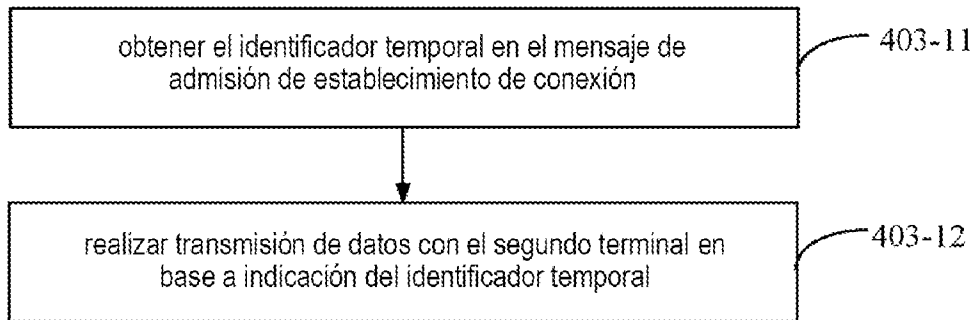 obtener el identificador temporal en el mensaje de
admisión de establecimiento de conexión
403-11
realizar transmisión de datos con el segundo terminal en
base a indicación del identificador temporal
403-12